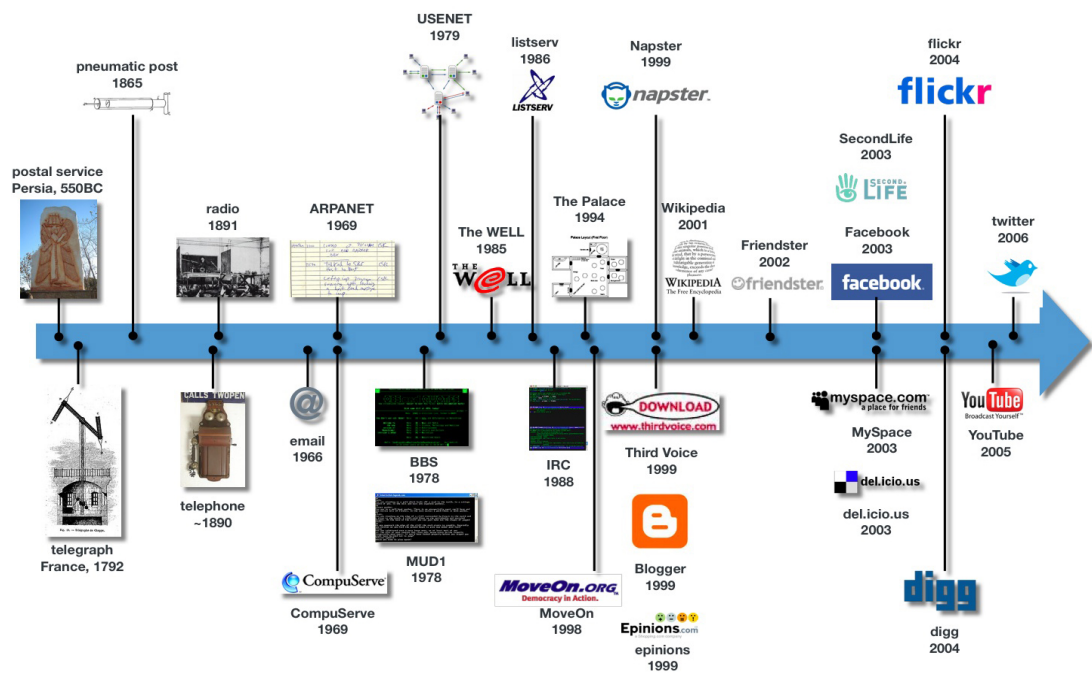 USENET
1979
listserv
1986
LISTSERV
Napster
1999
napster.
flickr
2004
flickr
pneumatic post
1865
SecondLife
2003
SECOND
LIFE
postal service
Persia, 550BC
radio
1891
ARPANET
1969
The WELL
1985
THE
WELL
The Palace
1994
Wikipedia
2001
WIKIPEDIA
The Free Encyclopedia
Friendster
2002
friendster.
Facebook
2003
facebook
twitter
2006
CALLS TWOPEN
@
email
1966
BBS
1978
IRC
1988
DOWNLOAD
www.thirdvoice.com
Third Voice
1999
myspace.com
a place for friends
MySpace
2003
YouTube
Broadcast Yourself™
YouTube
2005
del.icio.us
del.icio.us
2003
telephone
~1890
telegraph
France, 1792
MUD1
1978
CompuServe
CompuServe
1969
MoveOn.ORG
Democracy in Action.
MoveOn
1998
Blogger
1999
Epinions.com
epinions
1999
digg
digg
2004